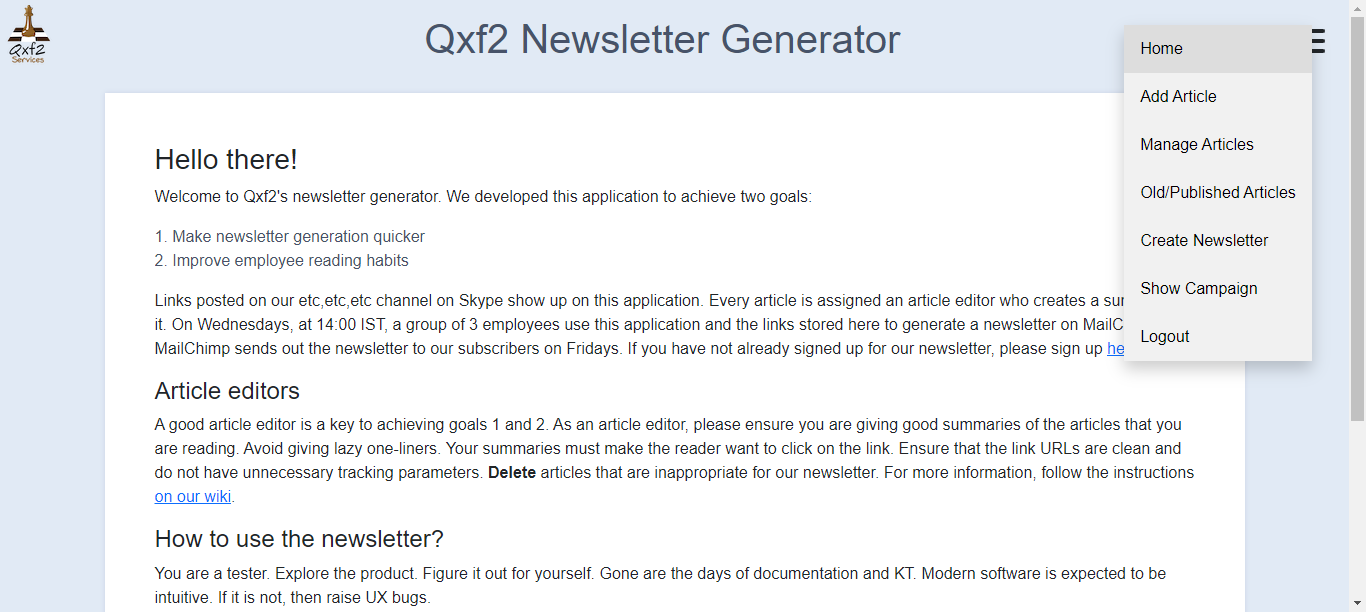 Qxf2
Services
Qxf2 Newsletter Generator
Home
Add Article
Manage Articles
Old/Published Articles
Create Newsletter
Show Campaign
Logout
Hello there!
Welcome to Qxf2's newsletter generator. We developed this application to achieve two goals:
1. Make newsletter generation quicker
2. Improve employee reading habits
Links posted on our etc,etc,etc channel on Skype show up on this application. Every article is assigned an article editor who creates a
it. On Wednesdays, at 14:00 IST, a group of 3 employees use this application and the links stored here to generate a newsletter on
MailChimp sends out the newsletter to our subscribers on Fridays. If you have not already signed up for our newsletter, please sign up
Article editors
A good article editor is a key to achieving goals 1 and 2. As an article editor, please ensure you are giving good summaries of the articles that you
are reading. Avoid giving lazy one-liners. Your summaries must make the reader want to click on the link. Ensure that the link URLs are clean and
do not have unnecessary tracking parameters. Delete articles that are inappropriate for our newsletter. For more information, follow the instructions
on our wiki.
How to use the newsletter?
You are a tester. Explore the product. Figure it out for yourself. Gone are the days of documentation and KT. Modern software is expected to be
intuitive. If it is not, then raise UX bugs.